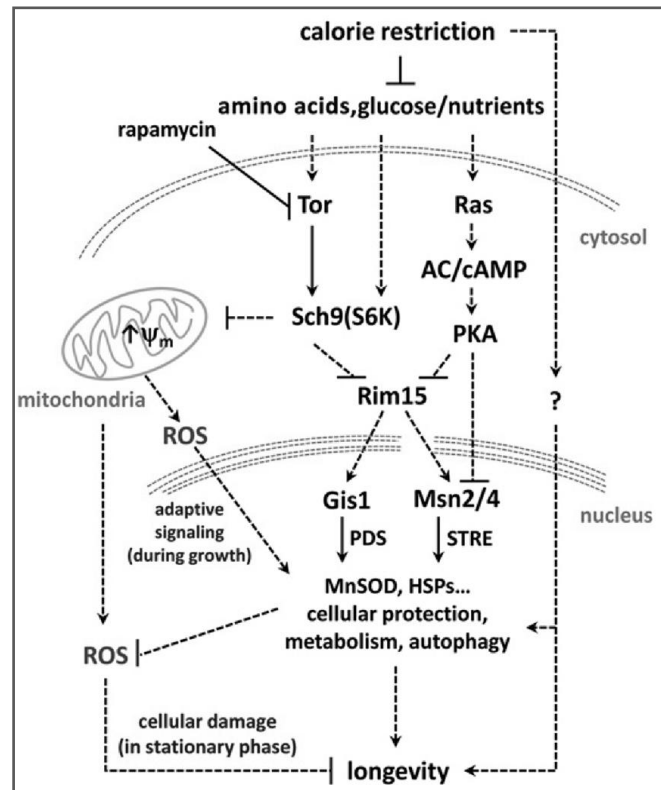 calorie restriction
amino acids,glucose/nutrients
rapamycin
Tor
Ras
cytosol
AC/cAMP
↑Ψm
Sch9(S6K)
PKA
mitochondria
Rim15
?
ROS
Gis1
Msn2/4
nucleus
adaptive
signaling
(during growth)
PDS
STRE
MnSOD, HSPs...
cellular protection,
metabolism, autophagy
ROS
cellular damage
(in stationary phase)
longevity